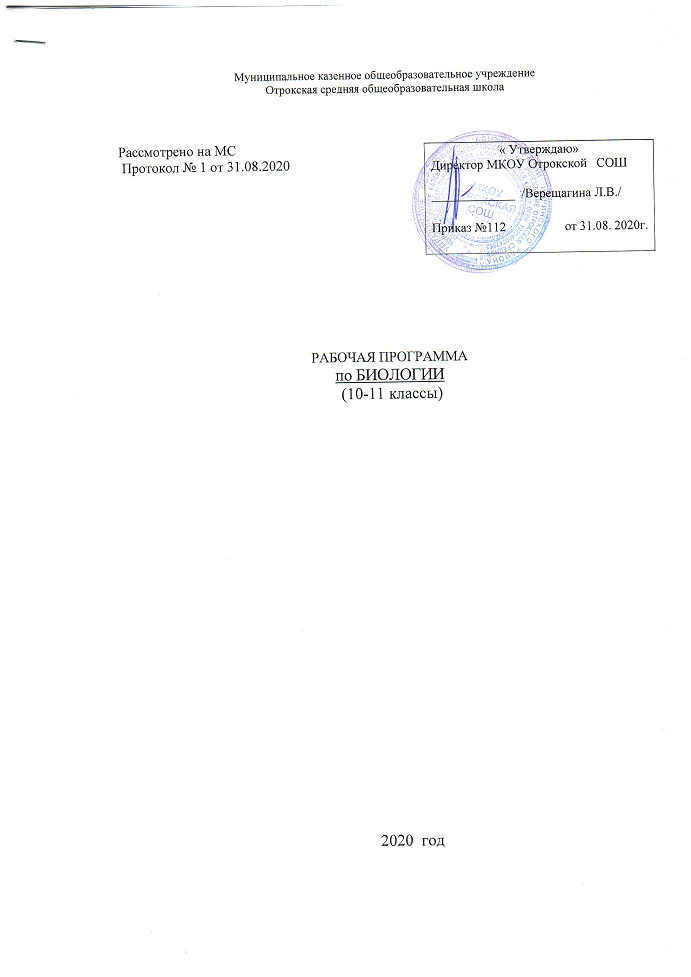 Муниципальное казенное общеобразовательное учреждение
Отрокская средняя общеобразовательная школа
Рассмотрено на МС
Протокол № 1 от 31.08.2020
« Утверждаю»
Директор МКОУ Отрокской СОШ
/Верещагина Л.В./
Приказ №112 от 31.08. 2020г.
МКОУ
СОШ
РАБОЧАЯ ПРОГРАММА
по БИОЛОГИИ
(10-11 классы)
2020 год